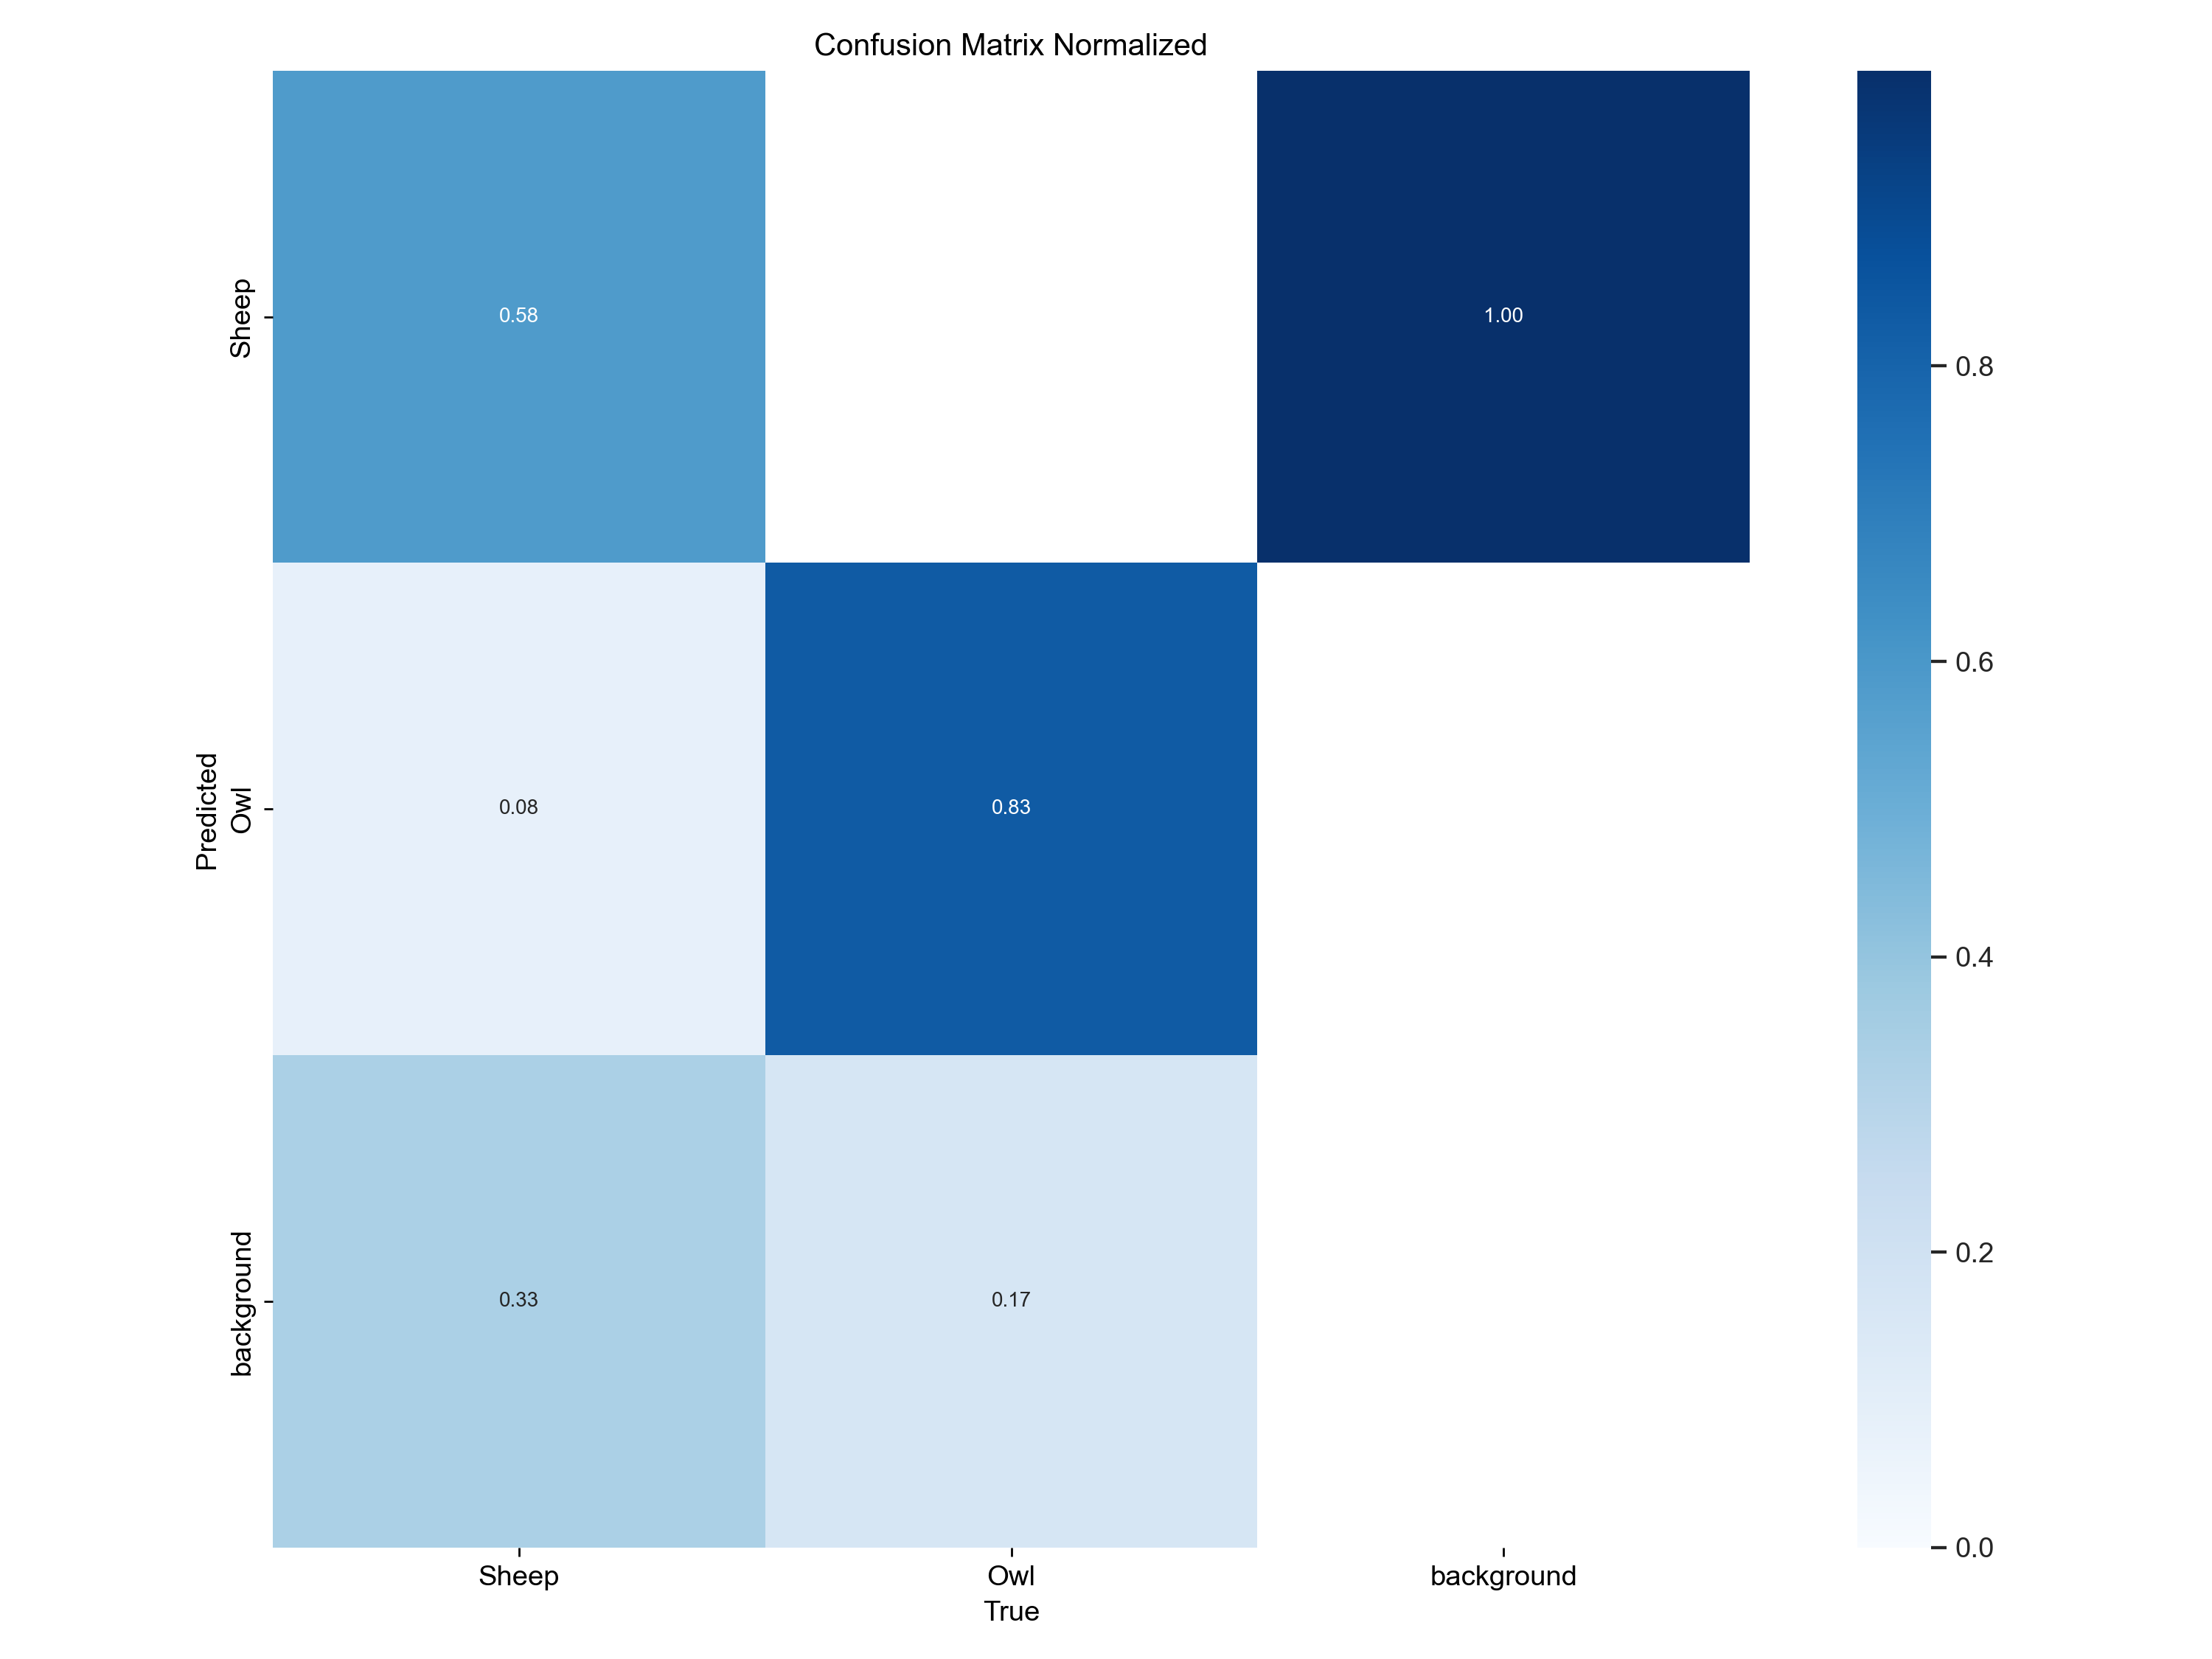 Confusion Matrix Normalized
Sheep
Owl
background
Predicted
0.58
1.00
0.08
0.83
0.33
0.17
Sheep
Owl
background
True
0.8
0.6
0.4
0.2
0.0